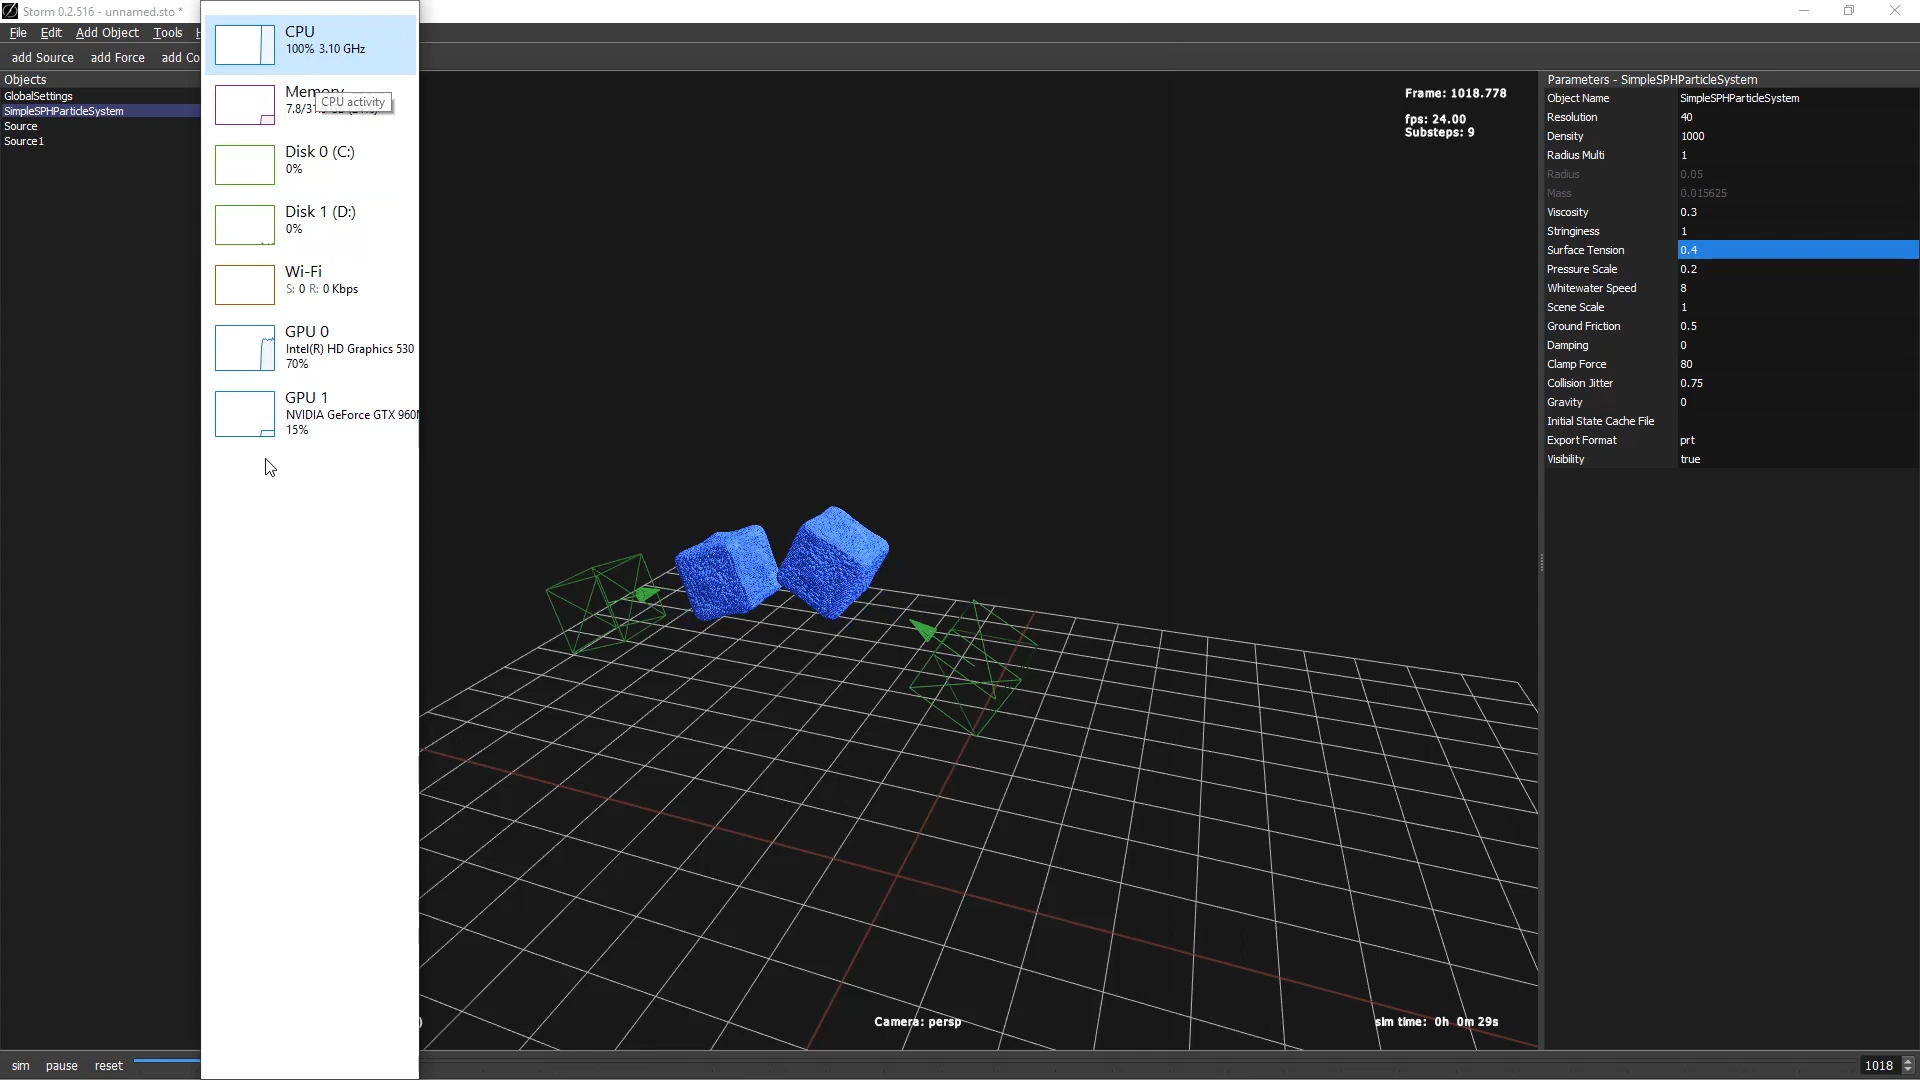 Storm 0.2.516 - unnamed.sto *
File Edit Add Object Tools
add Source add Force add Co
Objects
GlobalSettings
SimpleSPHParticleSystem
Source
Source1
CPU
100% 3.10 GHz
Memory
CPU activity
Disk 0 (C:)
0%
Disk 1 (D:)
0%
Wi-Fi
S: 0 R: 0 Kbps
GPU 0
Intel(R) HD Graphics 530
70%
GPU 1
NVIDIA GeForce GTX 960M
15%
Frame: 1018.778
fps: 24.00
Substeps: 9
Camera: persp
sim time: 0h 0m 29s
Parameters - SimpleSPHParticleSystem
Object Name SimpleSPHParticleSystem
Resolution 40
Density 1000
Radius Multi 1
Radius 0.05
Mass 0.015625
Viscosity 0.3
Stringiness 1
Surface Tension 0.4
Pressure Scale 0.2
Whitewater Speed 8
Scene Scale 1
Ground Friction 0.5
Damping 0
Clamp Force 80
Collision Jitter 0.75
Gravity 0
Initial State Cache File
Export Format prt
Visibility true
sim pause reset
1018